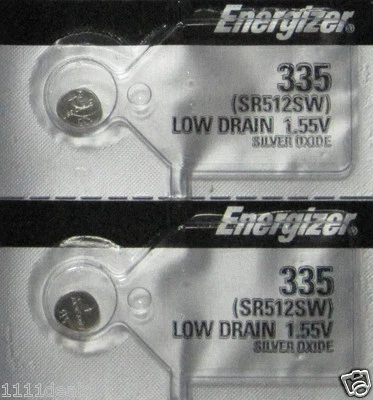 Energizer
335
(SR512SW)
LOW DRAIN 1.55V
SILVER OXIDE
Energizer
335
(SR512SW)
LOW DRAIN 1.55V
SILVER OXIDE
1111deal